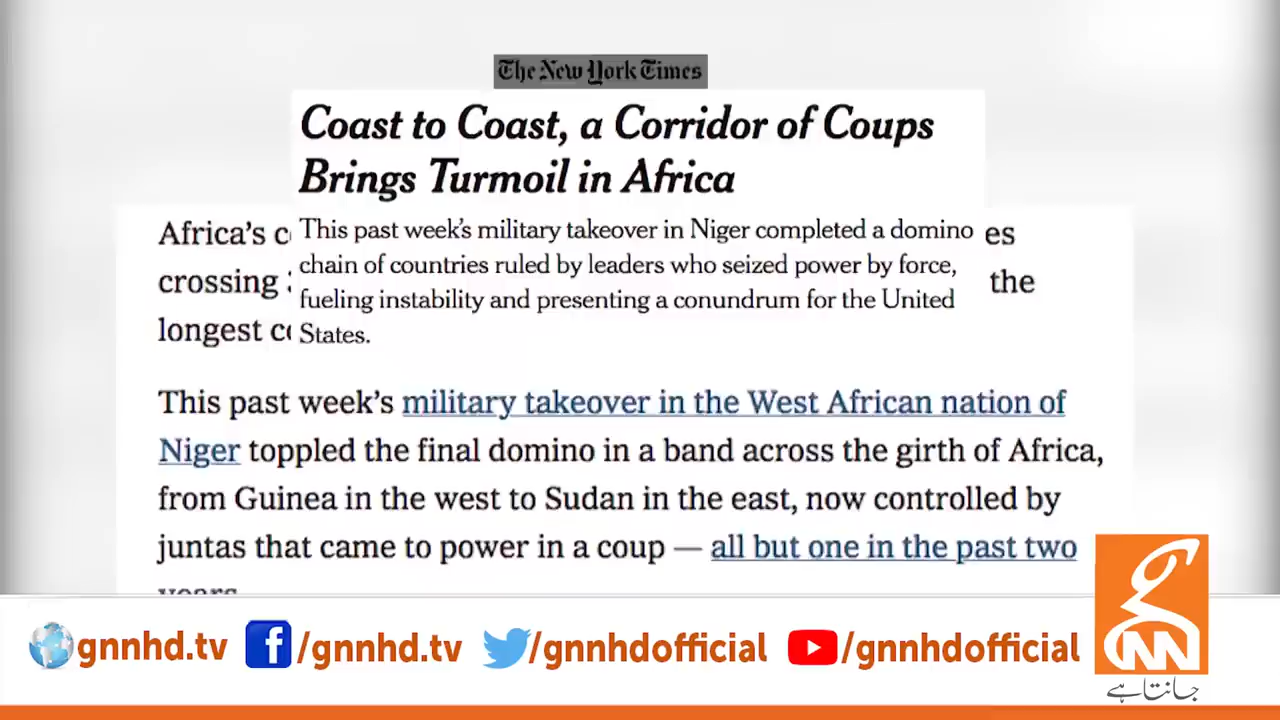 The New York Times
Coast to Coast, a Corridor of Coups
Brings Turmoil in Africa
This past week's military takeover in Niger completed a domino
chain of countries ruled by leaders who seized power by force,
fueling instability and presenting a conundrum for the United
States.
Africa's es
crossing the
longest
This past week's military takeover in the West African nation of
Niger toppled the final domino in a band across the girth of Africa,
from Guinea in the west to Sudan in the east, now controlled by
juntas that came to power in a coup — all but one in the past two
years
gnnhd.tv /gnnhd.tv /gnnhdofficial /gnnhdofficial
GNN
جانتا ہے